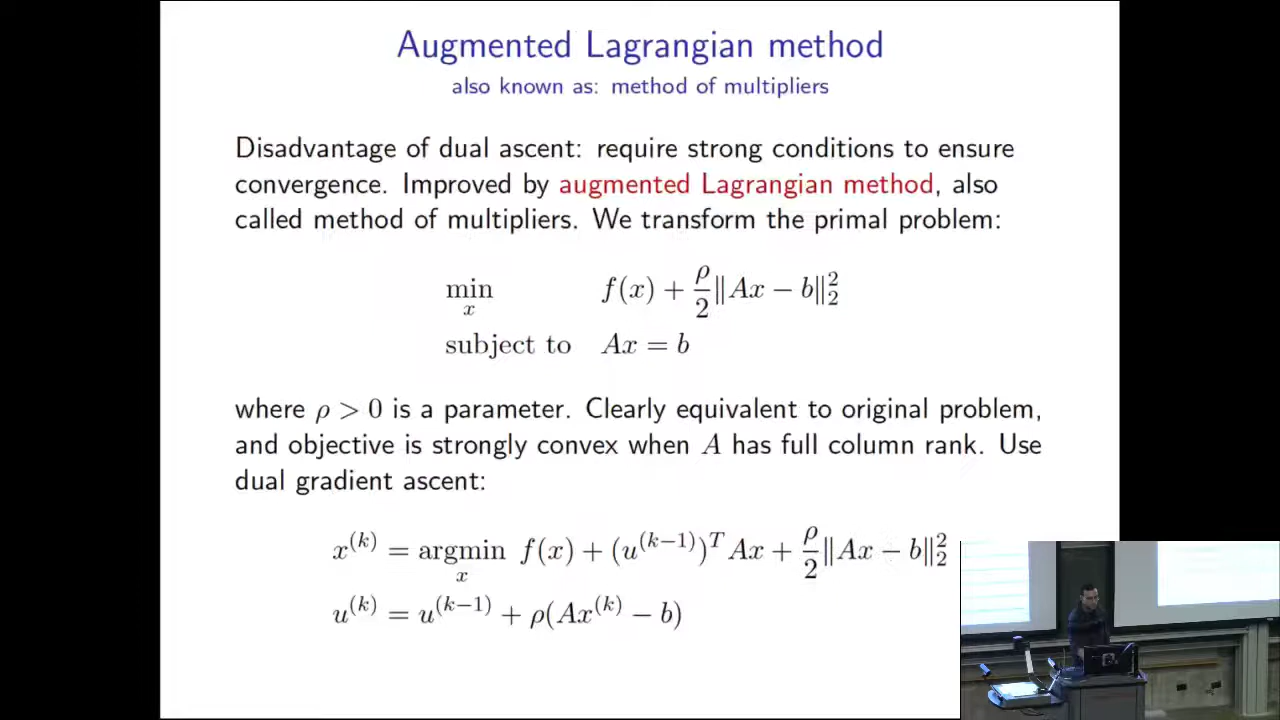 Augmented Lagrangian method
also known as: method of multipliers
Disadvantage of dual ascent: require strong conditions to ensure
convergence. Improved by augmented Lagrangian method, also
called method of multipliers. We transform the primal problem:
min_x f(x) + ρ/2 ‖Ax − b‖₂²
subject to Ax = b
where ρ > 0 is a parameter. Clearly equivalent to original problem,
and objective is strongly convex when A has full column rank. Use
dual gradient ascent:
x^(k) = argmin_x f(x) + (u^(k−1))^T Ax + ρ/2 ‖Ax − b‖₂²
u^(k) = u^(k−1) + ρ(Ax^(k) − b)